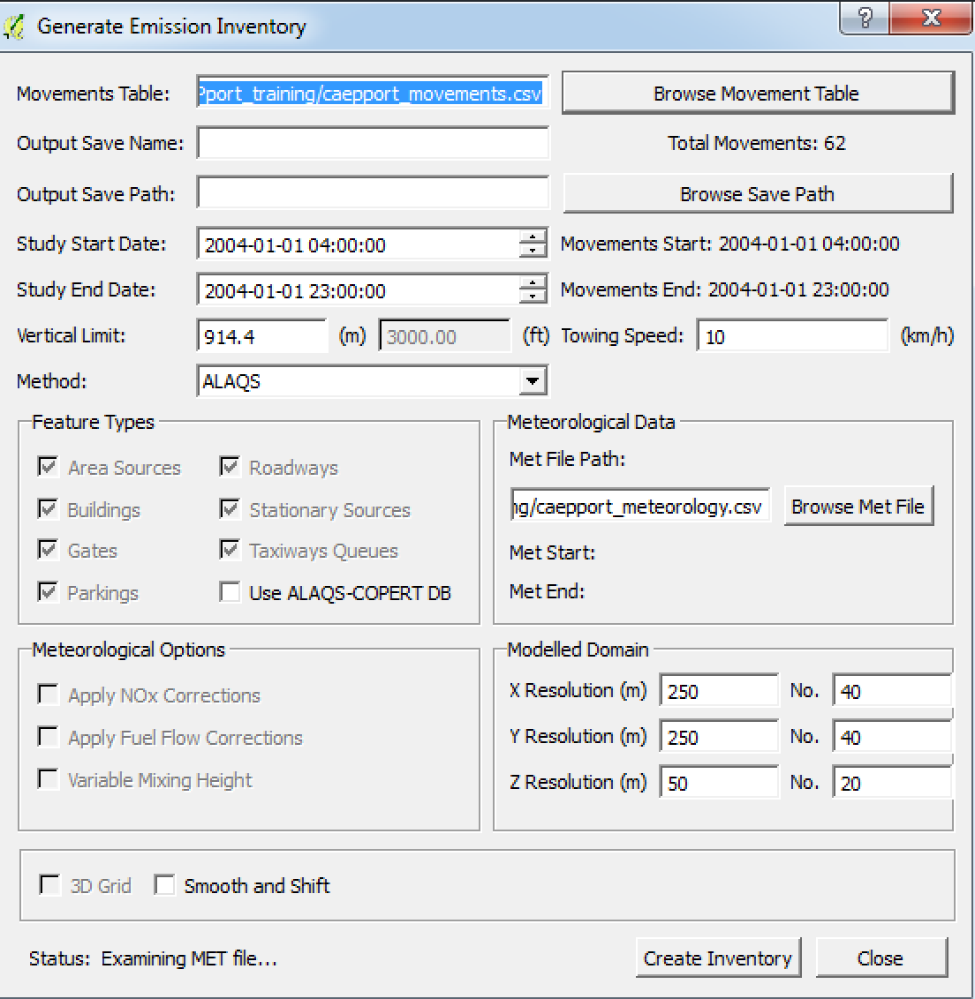 Generate Emission Inventory
Movements Table: ?port_training/caepport_movements.csv Browse Movement Table
Output Save Name: Total Movements: 62
Output Save Path: Browse Save Path
Study Start Date: 2004-01-01 04:00:00 Movements Start: 2004-01-01 04:00:00
Study End Date: 2004-01-01 23:00:00 Movements End: 2004-01-01 23:00:00
Vertical Limit: 914.4 (m) 3000.00 (ft) Towing Speed: 10 (km/h)
Method: ALAQS
Feature Types
Area Sources Roadways
Buildings Stationary Sources
Gates Taxiways Queues
Parkings Use ALAQS-COPERT DB
Meteorological Data
Met File Path:
ng/caepport_meteorology.csv Browse Met File
Met Start:
Met End:
Meteorological Options
Apply NOx Corrections
Apply Fuel Flow Corrections
Variable Mixing Height
Modelled Domain
X Resolution (m) 250 No. 40
Y Resolution (m) 250 No. 40
Z Resolution (m) 50 No. 20
3D Grid Smooth and Shift
Status: Examining MET file... Create Inventory Close